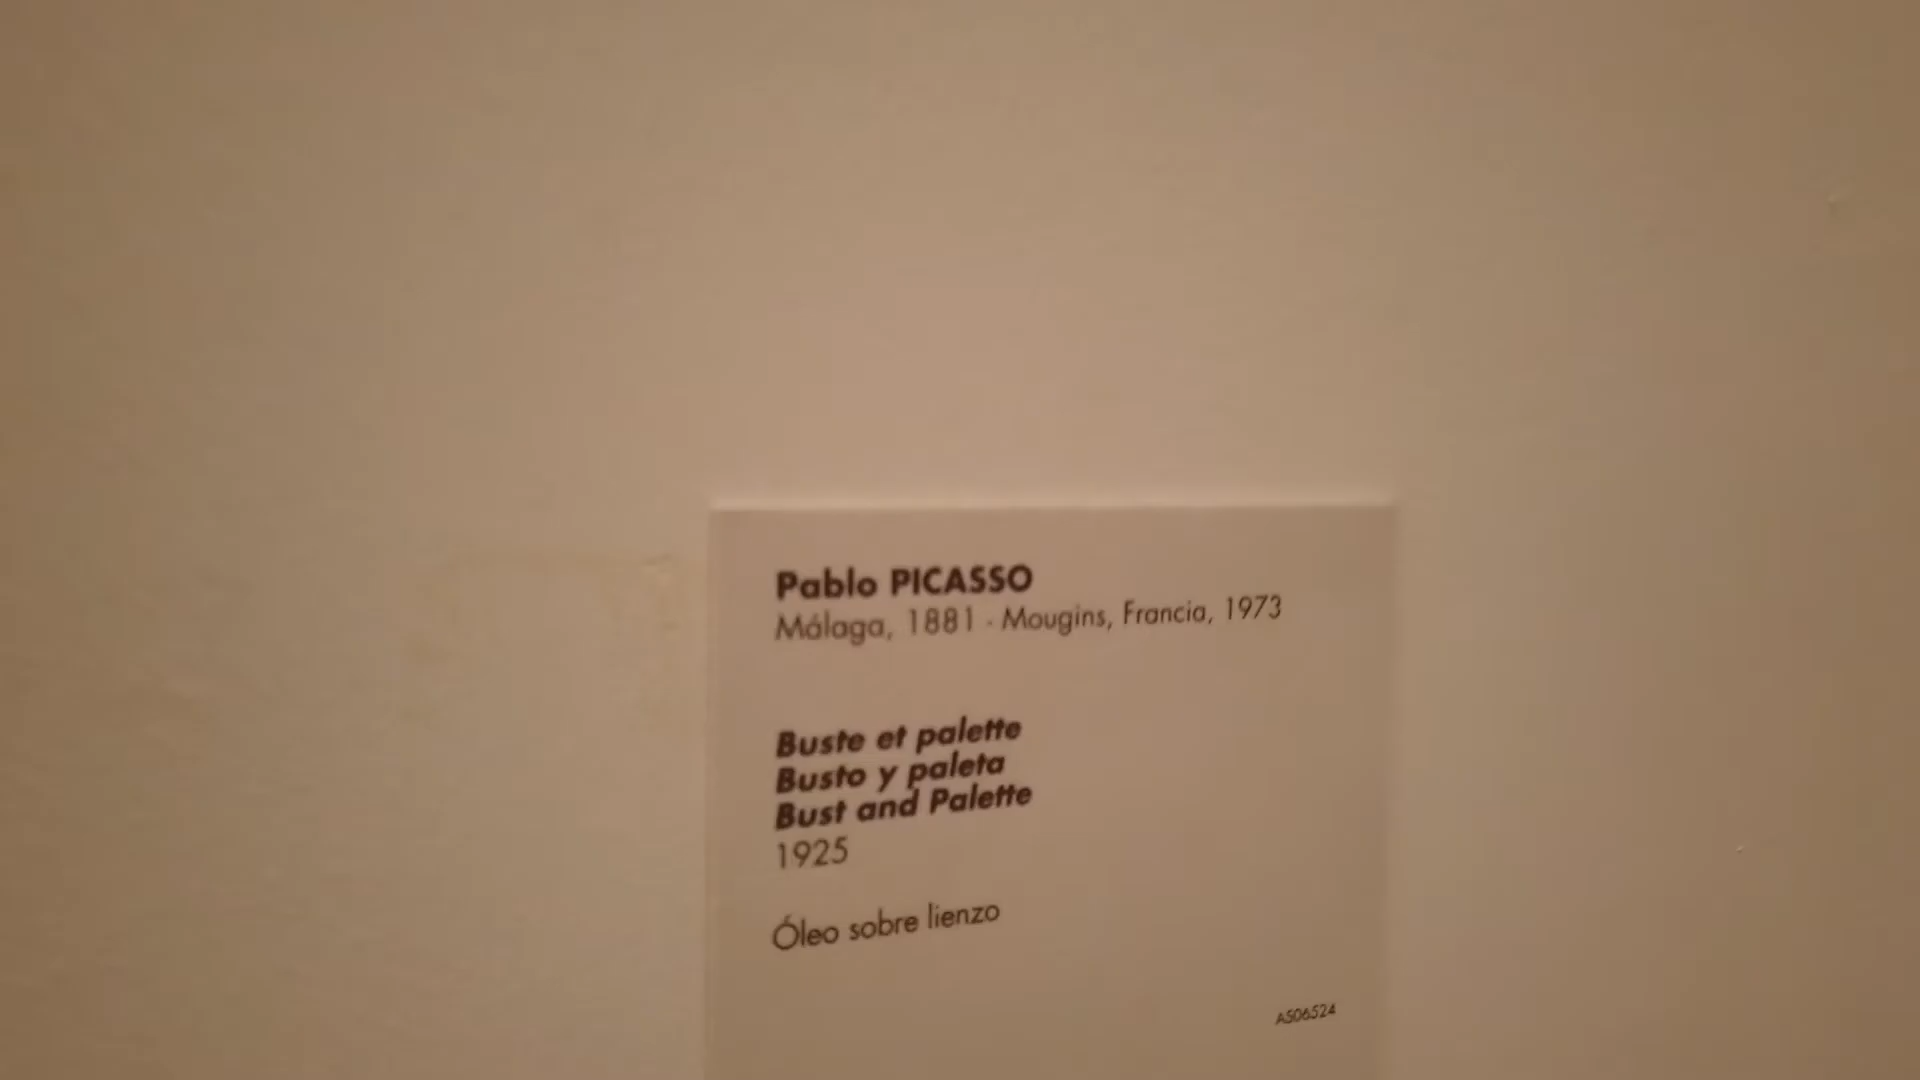 Pablo PICASSO
Málaga, 1881 - Mougins, Francia, 1973
Buste et palette
Busto y paleta
Bust and Palette
1925
Óleo sobre lienzo
AS06524